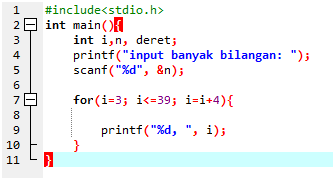 1 #include<stdio.h>
2 int main(){
3 int i,n, deret;
4 printf("input banyak bilangan: ");
5 scanf("%d", &n);
6
7 for(i=3; i<=39; i=i+4){
8
9 printf("%d, ", i);
10 }
11 }